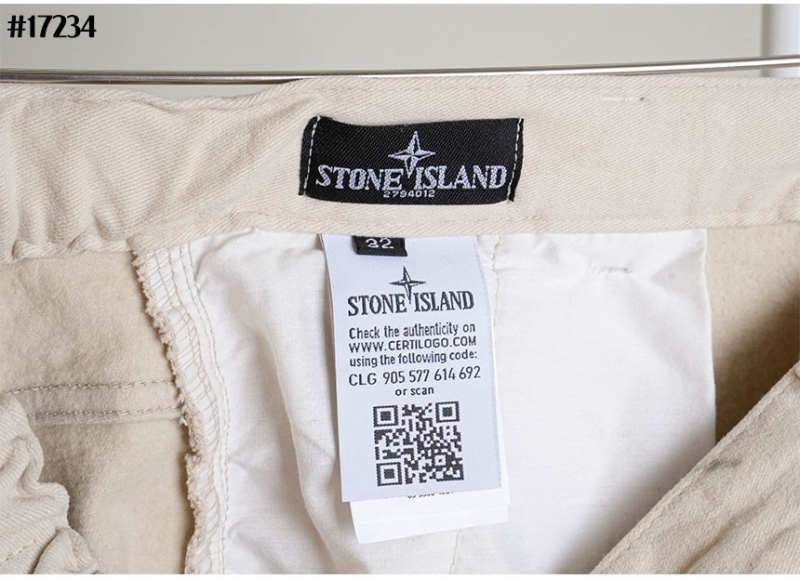 #17234
STONE ISLAND
2794012
32
STONE ISLAND
Check the authenticity on
WWW.CERTILOGO.COM
using the following code:
CLG 905 577 614 692
or scan